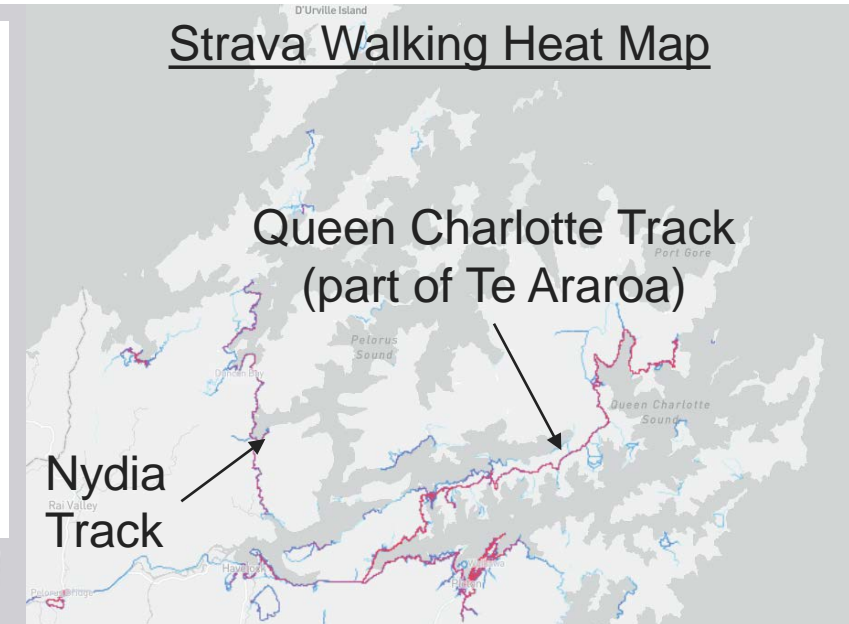 D'Urville Island
Strava Walking Heat Map
Queen Charlotte Track
Port Gore
(part of Te Araroa)
Pelorus
Sound
Duncan Bay
Queen Charlotte
Sound
Nydia
Rai Valley
Track
Havelock
Picton